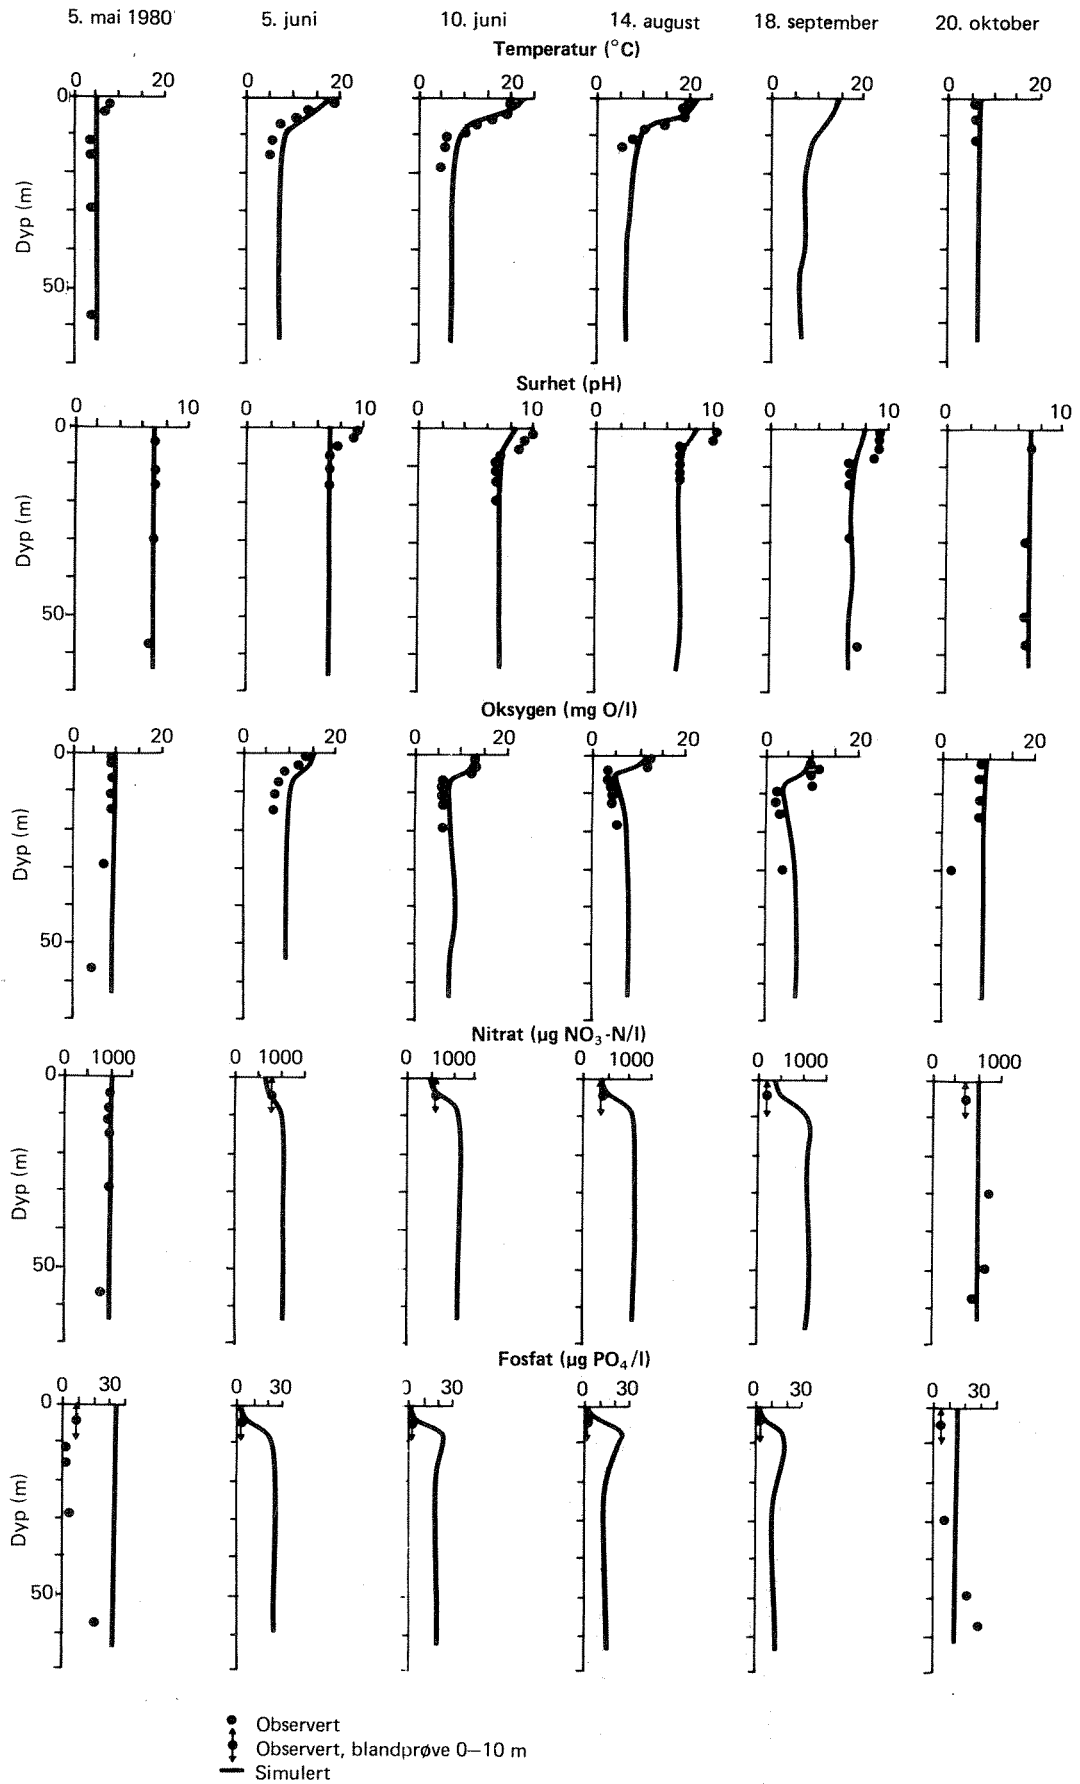 5. mai 1980 5. juni 10. juni 14. august 18. september 20. oktober
Temperatur (°C)
0 20 0 20 0 20 0 20 0 20 0 20
Dyp (m)
50
Surhet (pH)
0 10 0 10 0 10 0 10 0 10 0 10
Dyp (m)
0
50
Oksygen (mg O/l)
0 20 0 20 0 20 0 20 0 20 0 20
Dyp (m)
0
50
Nitrat (µg NO₃-N/l)
0 1000 0 1000 0 1000 0 1000 0 1000 0 1000
Dyp (m)
0
50
Fosfat (µg PO₄/l)
0 30 0 30 0 30 0 30 0 30 0 30
Dyp (m)
0
50
Observert
Observert, blandprøve 0–10 m
Simulert